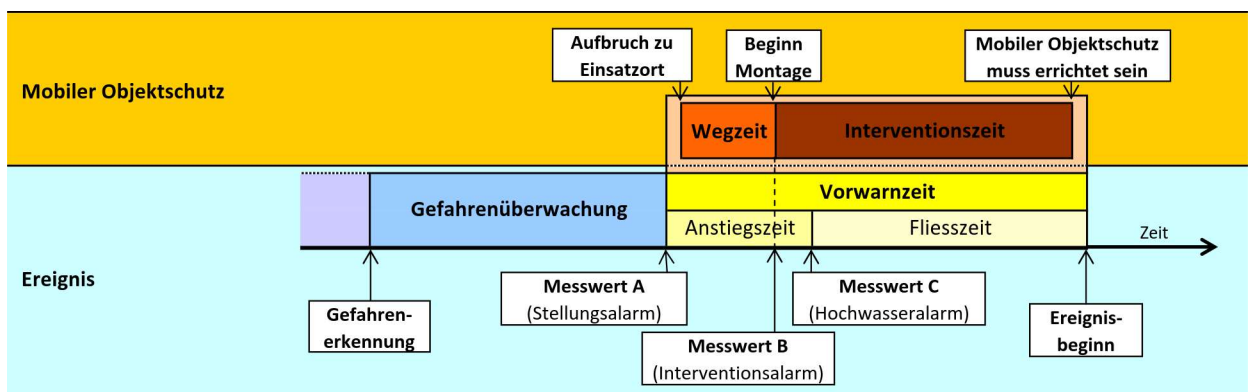 Aufbruch zu
Einsatzort
Beginn
Montage
Mobiler Objektschutz
muss errichtet sein
Mobiler Objektschutz
Wegzeit
Interventionszeit
Gefahrenüberwachung
Vorwarnzeit
Anstiegszeit
Fliesszeit
Zeit
Ereignis
Gefahren-
erkennung
Messwert A
(Stellungsalarm)
Messwert B
(Interventionsalarm)
Messwert C
(Hochwasseralarm)
Ereignis-
beginn